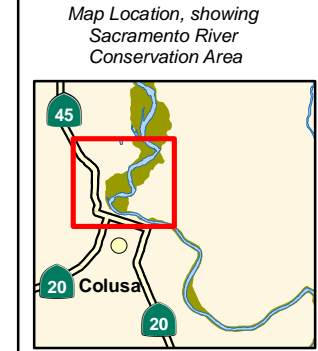 Map Location, showing
Sacramento River
Conservation Area
45
20 Colusa
20